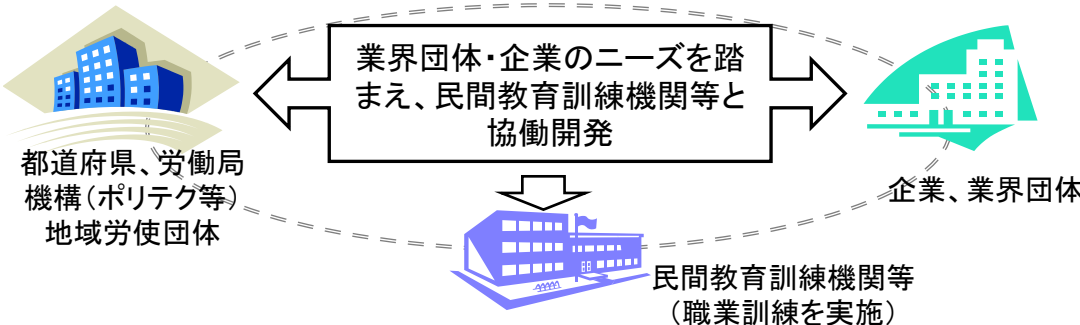 業界団体・企業のニーズを踏
まえ、民間教育訓練機関等と
協働開発
都道府県、労働局
機構(ポリテク等)
地域労使団体
企業、業界団体
民間教育訓練機関等
(職業訓練を実施)